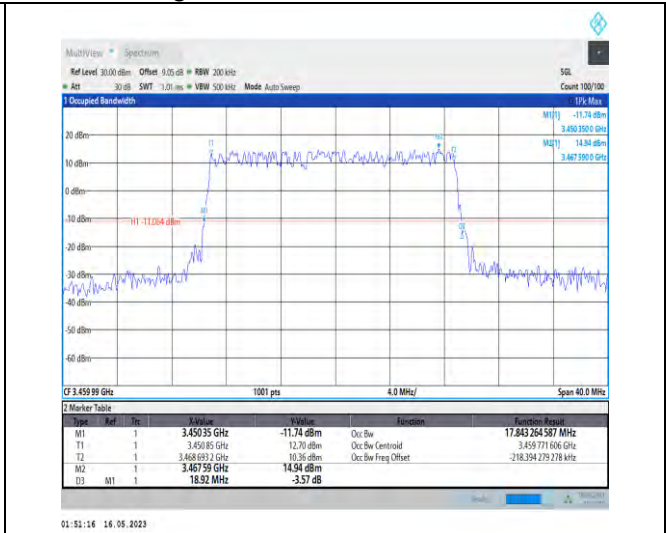 MultiView Spectrum
Ref Level 30.00 dBm Offset 9.05 dB RBW 200 kHz SGL
Att 30 dB SWT 1.01 ms VBW 500 kHz Mode Auto Sweep Count 100/100
1 Occupied Bandwidth 1Pk Max
M1[1] -11.74 dBm
3.450 350 0 GHz
M2[1] 14.94 dBm
3.467 590 0 GHz
20 dBm
T1
T2
10 dBm
0 dBm
M1
-10 dBm
H1 -11.064 dBm
D3
-20 dBm
-30 dBm
-40 dBm
-50 dBm
-60 dBm
CF 3.459 99 GHz 1001 pts 4.0 MHz/ Span 40.0 MHz
2 Marker Table
Type Ref Trc X-Value Y-Value Function Function Result
M1 1 3.450 35 GHz -11.74 dBm Occ Bw 17.843 264 587 MHz
T1 1 3.450 85 GHz 12.70 dBm Occ Bw Centroid 3.459 771 606 GHz
T2 1 3.468 693 2 GHz 10.36 dBm Occ Bw Freq Offset -218.394 279 278 kHz
M2 1 3.467 59 GHz 14.94 dBm
D3 M1 1 18.92 MHz -3.57 dB
01:51:16 16.05.2023